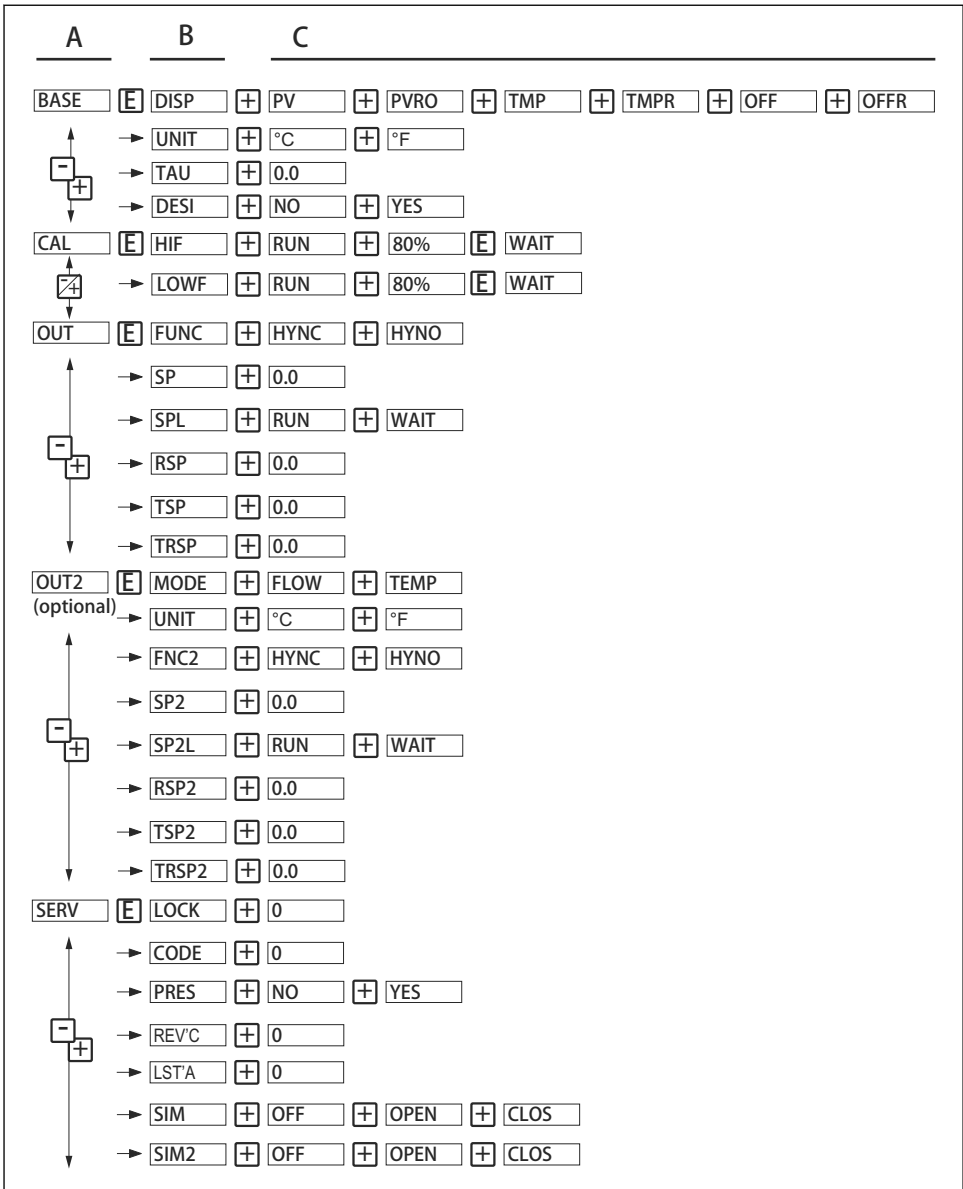 A B C
BASE E DISP + PV + PVRO + TMP + TMPR + OFF + OFFR
UNIT + °C + °F
- + TAU + 0.0
DESI + NO + YES
CAL E HIF + RUN + 80% E WAIT
-/+ LOWF + RUN + 80% E WAIT
OUT E FUNC + HYNC + HYNO
SP + 0.0
SPL + RUN + WAIT
- + RSP + 0.0
TSP + 0.0
TRSP + 0.0
OUT2 E MODE + FLOW + TEMP
(optional)
UNIT + °C + °F
FNC2 + HYNC + HYNO
SP2 + 0.0
- + SP2L + RUN + WAIT
RSP2 + 0.0
TSP2 + 0.0
TRSP2 + 0.0
SERV E LOCK + 0
CODE + 0
PRES + NO + YES
- + REV'C + 0
LST'A + 0
SIM + OFF + OPEN + CLOS
SIM2 + OFF + OPEN + CLOS